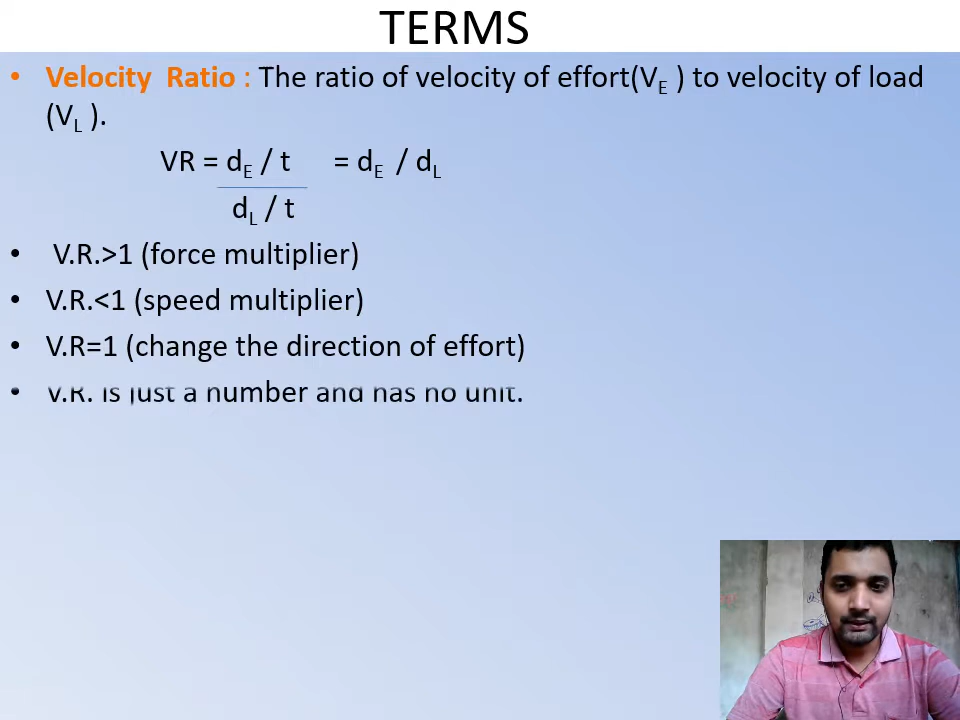 TERMS
• Velocity Ratio : The ratio of velocity of effort(VE ) to velocity of load
(VL ).
VR = dE / t = dE / dL
dL / t
• V.R.>1 (force multiplier)
• V.R.<1 (speed multiplier)
• V.R=1 (change the direction of effort)
• V.R. is just a number and has no unit.